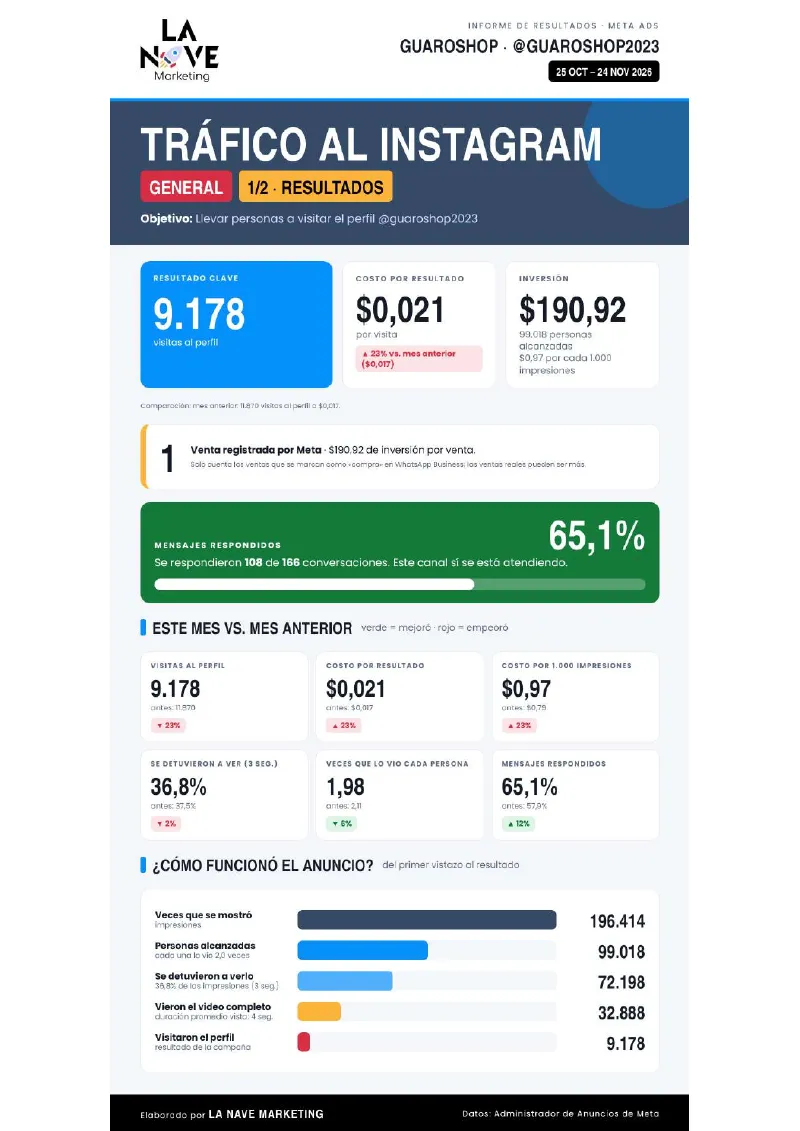 LA
NAVE
Marketing
INFORME DE RESULTADOS · META ADS
GUAROSHOP · @GUAROSHOP2023
25 OCT – 24 NOV 2025
TRÁFICO AL INSTAGRAM
GENERAL
1/2 · RESULTADOS
Objetivo: Llevar personas a visitar el perfil @guaroshop2023
RESULTADO CLAVE
9.178
visitas al perfil
COSTO POR RESULTADO
$0,021
por visita
▲ 23% vs. mes anterior
($0,017)
INVERSIÓN
$190,92
99.018 personas
alcanzadas
$0,97 por cada 1.000
impresiones
Comparación: mes anterior: 11.870 visitas al perfil a $0,017.
1
Venta registrada por Meta · $190,92 de inversión por venta.
Solo cuenta las ventas que se marcan como «compra» en WhatsApp Business; las ventas reales pueden ser más.
MENSAJES RESPONDIDOS
65,1%
Se respondieron 108 de 166 conversaciones. Este canal sí se está atendiendo.
ESTE MES VS. MES ANTERIOR
verde = mejoró · rojo = empeoró
VISITAS AL PERFIL
9.178
antes: 11.870
▼ 23%
COSTO POR RESULTADO
$0,021
antes: $0,017
▲ 23%
COSTO POR 1.000 IMPRESIONES
$0,97
antes: $0,79
▲ 23%
SE DETUVIERON A VER (3 SEG.)
36,8%
antes: 37,5%
▼ 2%
VECES QUE LO VIO CADA PERSONA
1,98
antes: 2,11
▼ 6%
MENSAJES RESPONDIDOS
65,1%
antes: 57,9%
▲ 12%
¿CÓMO FUNCIONÓ EL ANUNCIO?
del primer vistazo al resultado
Veces que se mostró
impresiones
196.414
Personas alcanzadas
cada una lo vio 2,0 veces
99.018
Se detuvieron a verlo
36,8% de las impresiones (3 seg.)
72.198
Vieron el video completo
duración promedio vista: 4 seg.
32.888
Visitaron el perfil
resultado de la campaña
9.178
Elaborado por LA NAVE MARKETING
Datos: Administrador de Anuncios de Meta